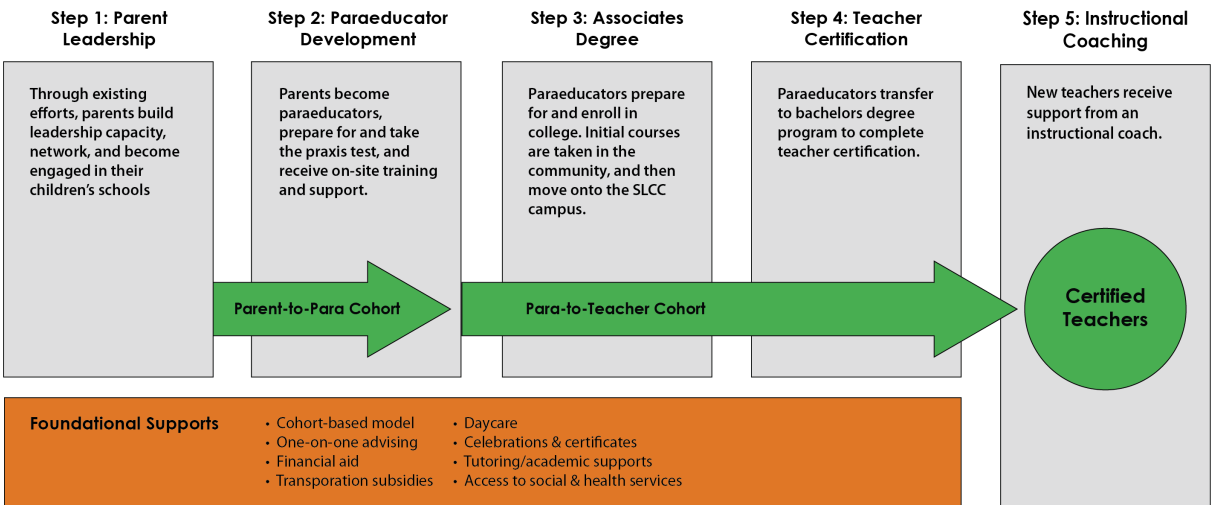 Step 1: Parent
Leadership
Through existing
efforts, parents build
leadership capacity,
network, and become
engaged in their
children’s schools
Step 2: Paraeducator
Development
Parents become
paraeducators,
prepare for and take
the praxis test, and
receive on-site training
and support.
Step 3: Associates
Degree
Paraeducators prepare
for and enroll in
college. Initial courses
are taken in the
community, and then
move onto the SLCC
campus.
Step 4: Teacher
Certification
Paraeducators transfer
to bachelors degree
program to complete
teacher certification.
Step 5: Instructional
Coaching
New teachers receive
support from an
instructional coach.
Parent-to-Para Cohort
Para-to-Teacher Cohort
Certified
Teachers
Foundational Supports
• Cohort-based model
• One-on-one advising
• Financial aid
• Transporation subsidies
• Daycare
• Celebrations & certificates
• Tutoring/academic supports
• Access to social & health services